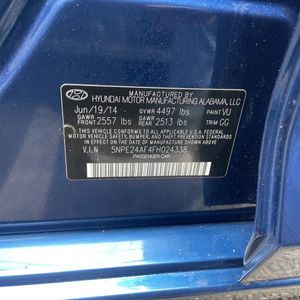 MANUFACTURED BY
HYUNDAI MOTOR MANUFACTURING ALABAMA, LLC
Jun/19/14 GVWR 4497 lbs PAINT VU
GAWR FRONT 2557 lbs GAWR REAR 2513 lbs TRIM GG
THIS VEHICLE CONFORMS TO ALL APPLICABLE FEDERAL
MOTOR VEHICLE SAFETY, BUMPER, AND THEFT PREVENTION
STANDARDS IN EFFECT ON THE DATE OF MANUFACTURE SHOWN ABOVE.
V.I.N 5NPE24AF4FH024338
PASSENGER CAR